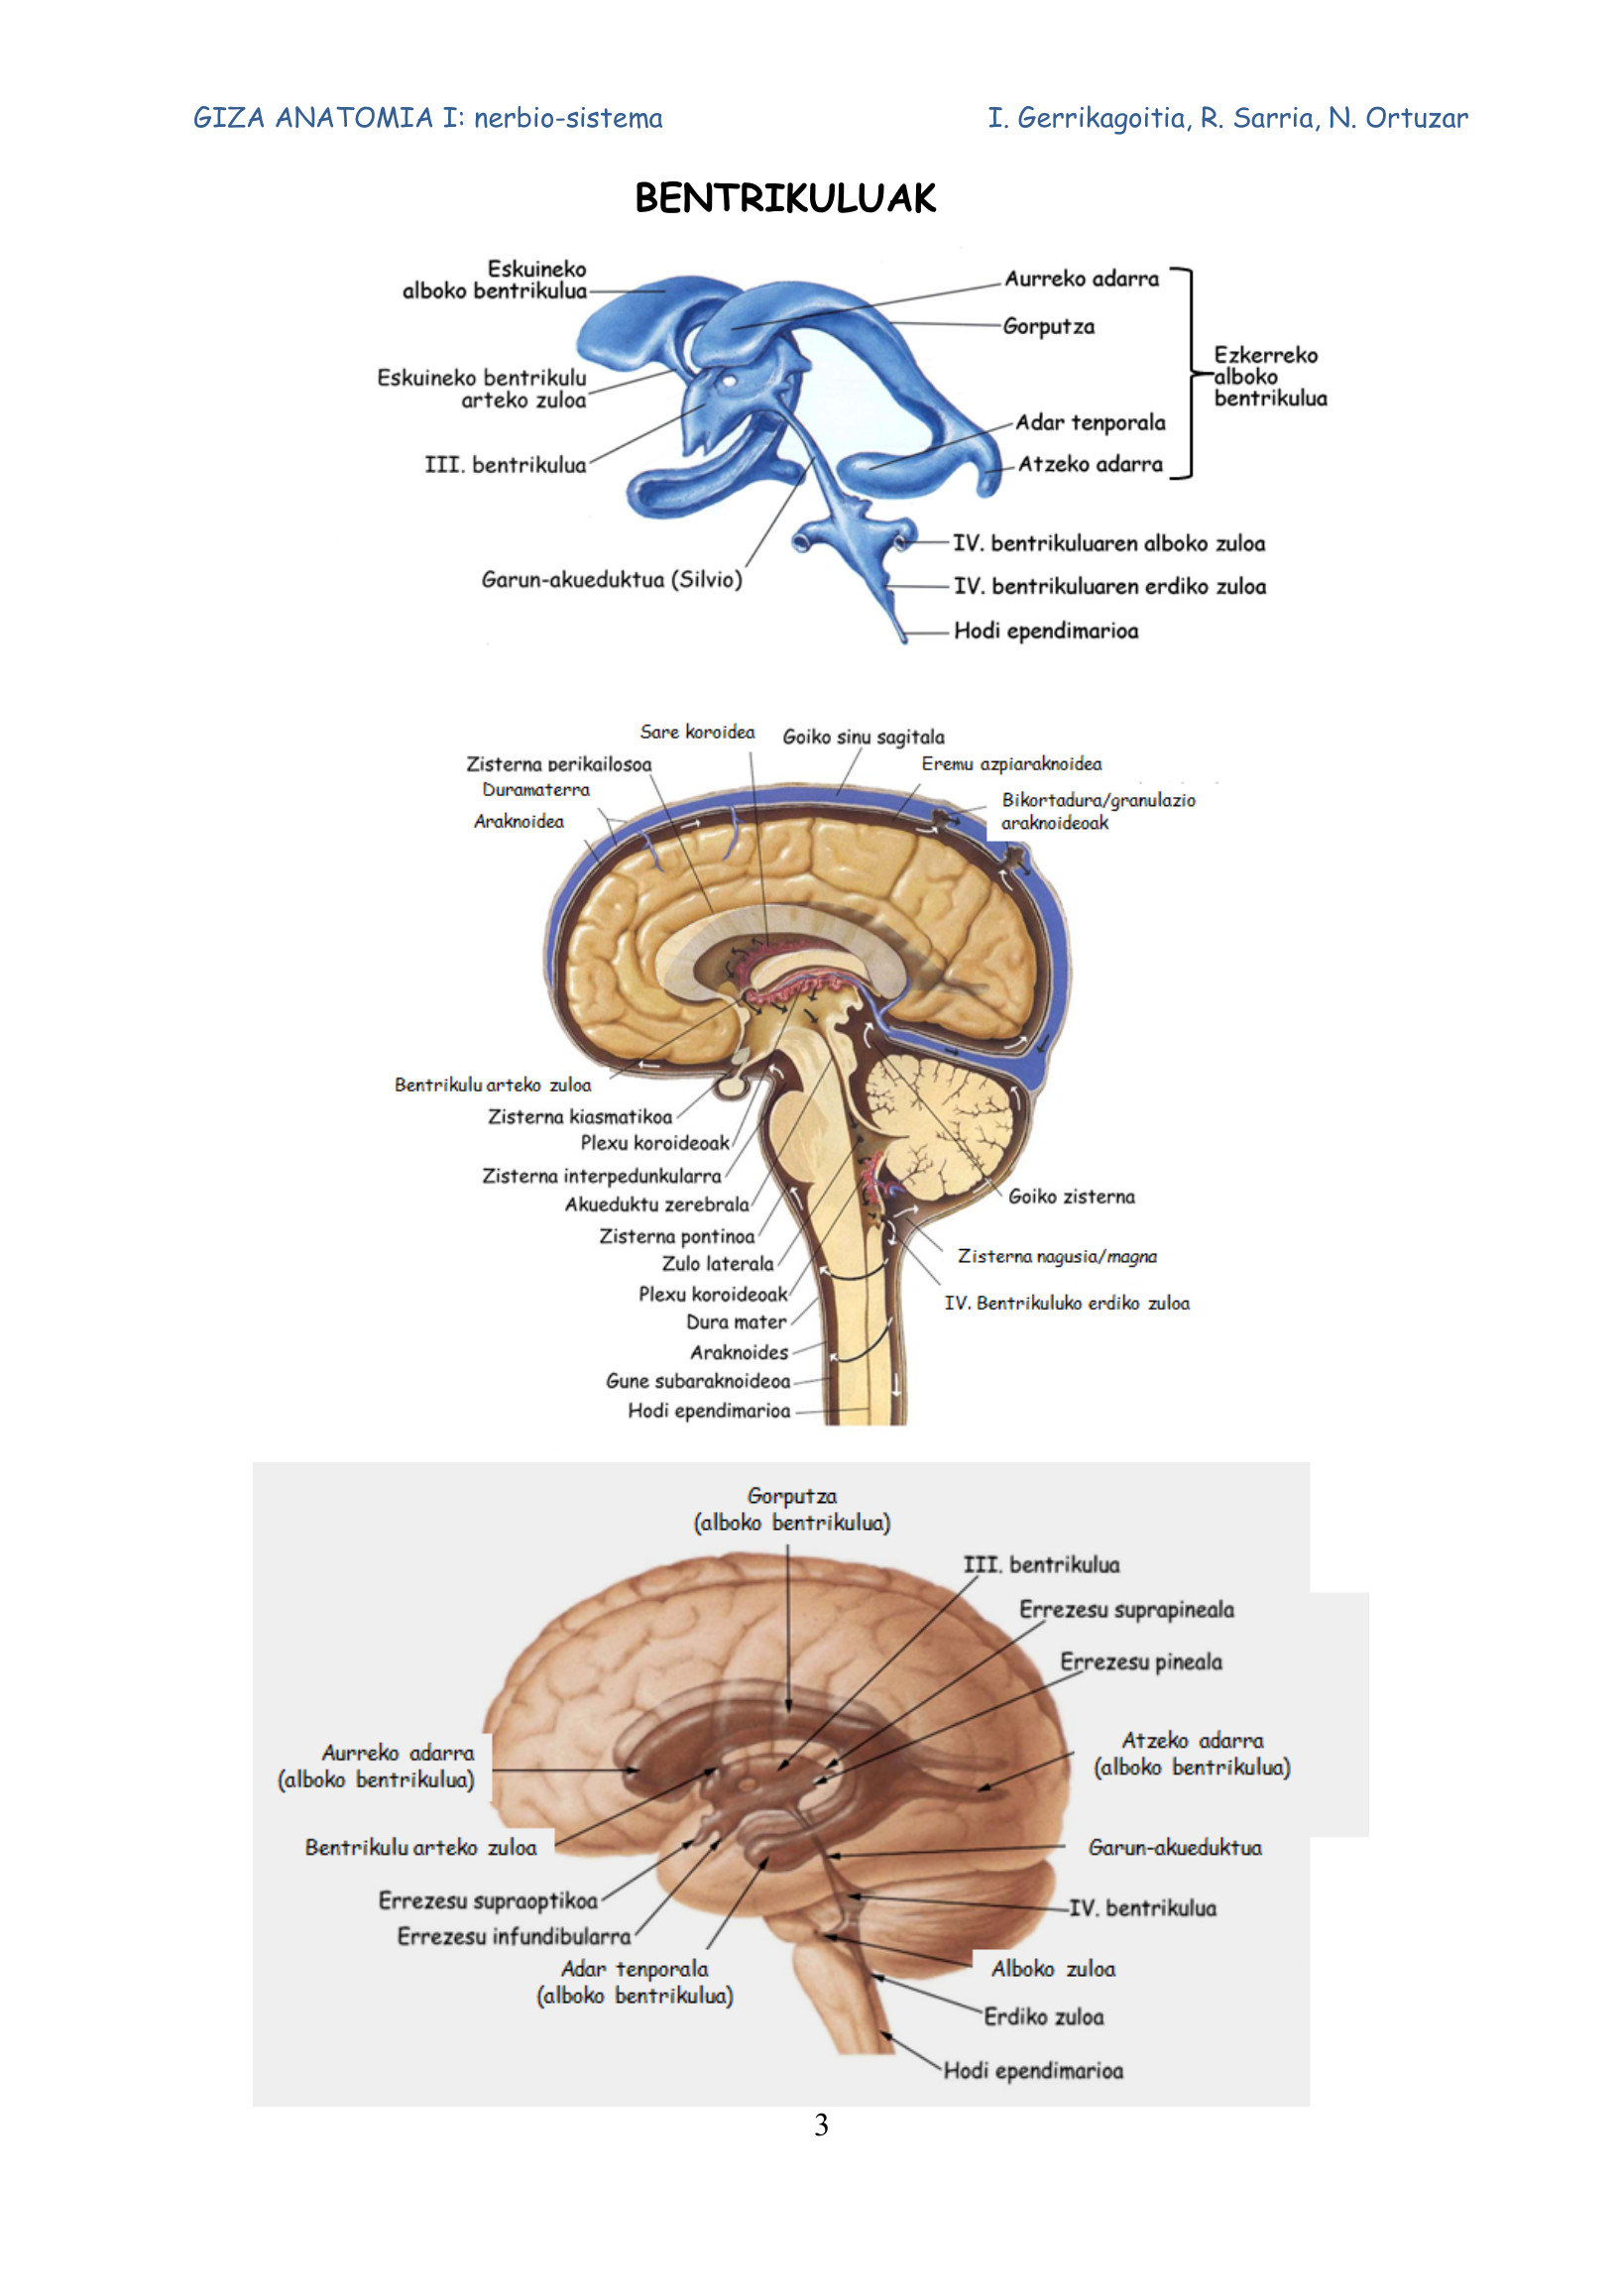 GIZA ANATOMIA I: nerbio-sistema
I. Gerrikagoitia, R. Sarria, N. Ortuzar
BENTRIKULUAK
Eskuineko
alboko bentrikulua
Eskuineko bentrikulu
arteko zuloa
III. bentrikulua
Garun-akueduktua (Silvio)
Aurreko adarra
Gorputza
Ezkerreko
alboko
bentrikulua
Adar tenporala
Atzeko adarra
IV. bentrikuluaren alboko zuloa
IV. bentrikuluaren erdiko zuloa
Hodi ependimarioa
Sare koroidea
Goiko sinu sagitala
Zisterna perikailosoa
Eremu azpiaraknoidea
Duramaterra
Bikortadura/granulazio
araknoideoak
Araknoidea
Bentrikulu arteko zuloa
Zisterna kiasmatikoa
Plexu koroideoak
Zisterna interpedunkularra
Akueduktu zerebrala
Zisterna pontinoa
Zulo laterala
Plexu koroideoak
Dura mater
Araknoides
Gune subaraknoideoa
Hodi ependimarioa
Goiko zisterna
Zisterna nagusia/magna
IV. Bentrikuluko erdiko zuloa
Gorputza
(alboko bentrikulua)
III. bentrikulua
Errezesu suprapineala
Errezesu pineala
Aurreko adarra
(alboko bentrikulua)
Atzeko adarra
(alboko bentrikulua)
Bentrikulu arteko zuloa
Garun-akueduktua
Errezesu supraoptikoa
IV. bentrikulua
Errezesu infundibularra
Adar tenporala
(alboko bentrikulua)
Alboko zuloa
Erdiko zuloa
Hodi ependimarioa
3